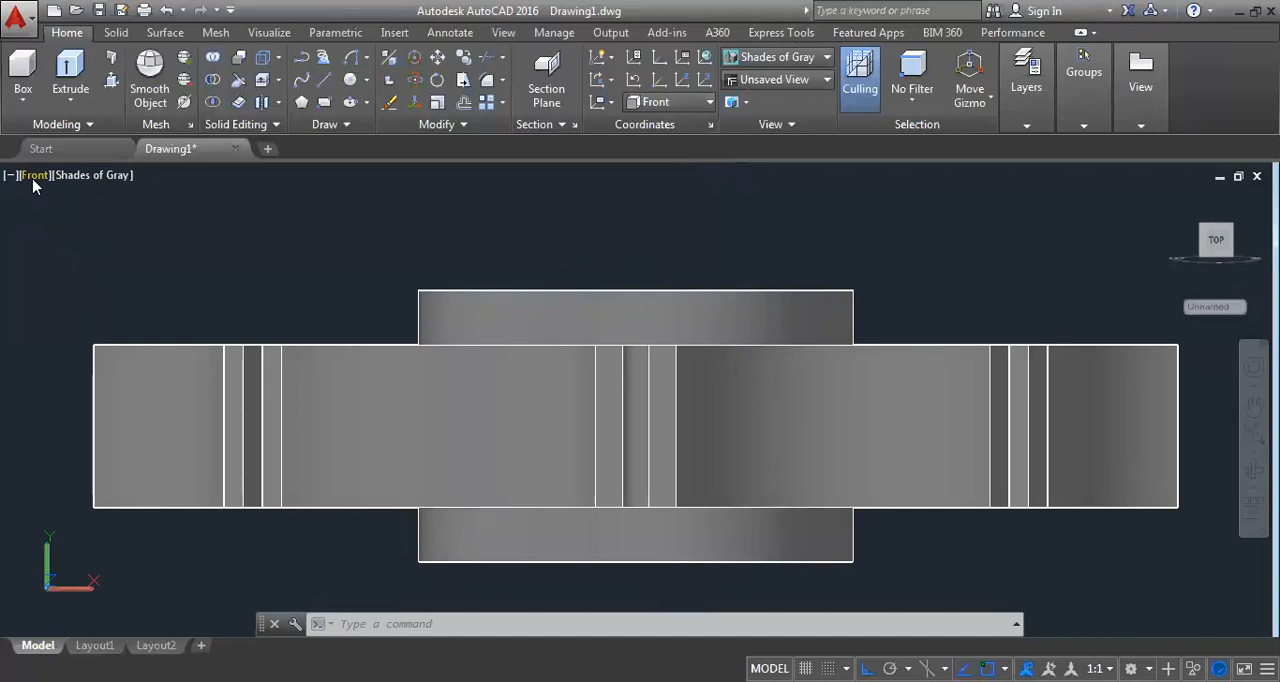 Autodesk AutoCAD 2016 Drawing1.dwg
Type a keyword or phrase
Sign In
Home Solid Surface Mesh Visualize Parametric Insert Annotate View Manage Output Add-ins A360 Express Tools Featured Apps BIM 360 Performance
Shades of Gray
Unsaved View
Front
Box Extrude Smooth Object Section Plane Culling No Filter Move Gizmo Layers Groups View
Modeling Mesh Solid Editing Draw Modify Section Coordinates View Selection
Start Drawing1*
[−][Front][Shades of Gray]
TOP
Unnamed
Y
X
Z
Type a command
Model Layout1 Layout2
MODEL 1:1